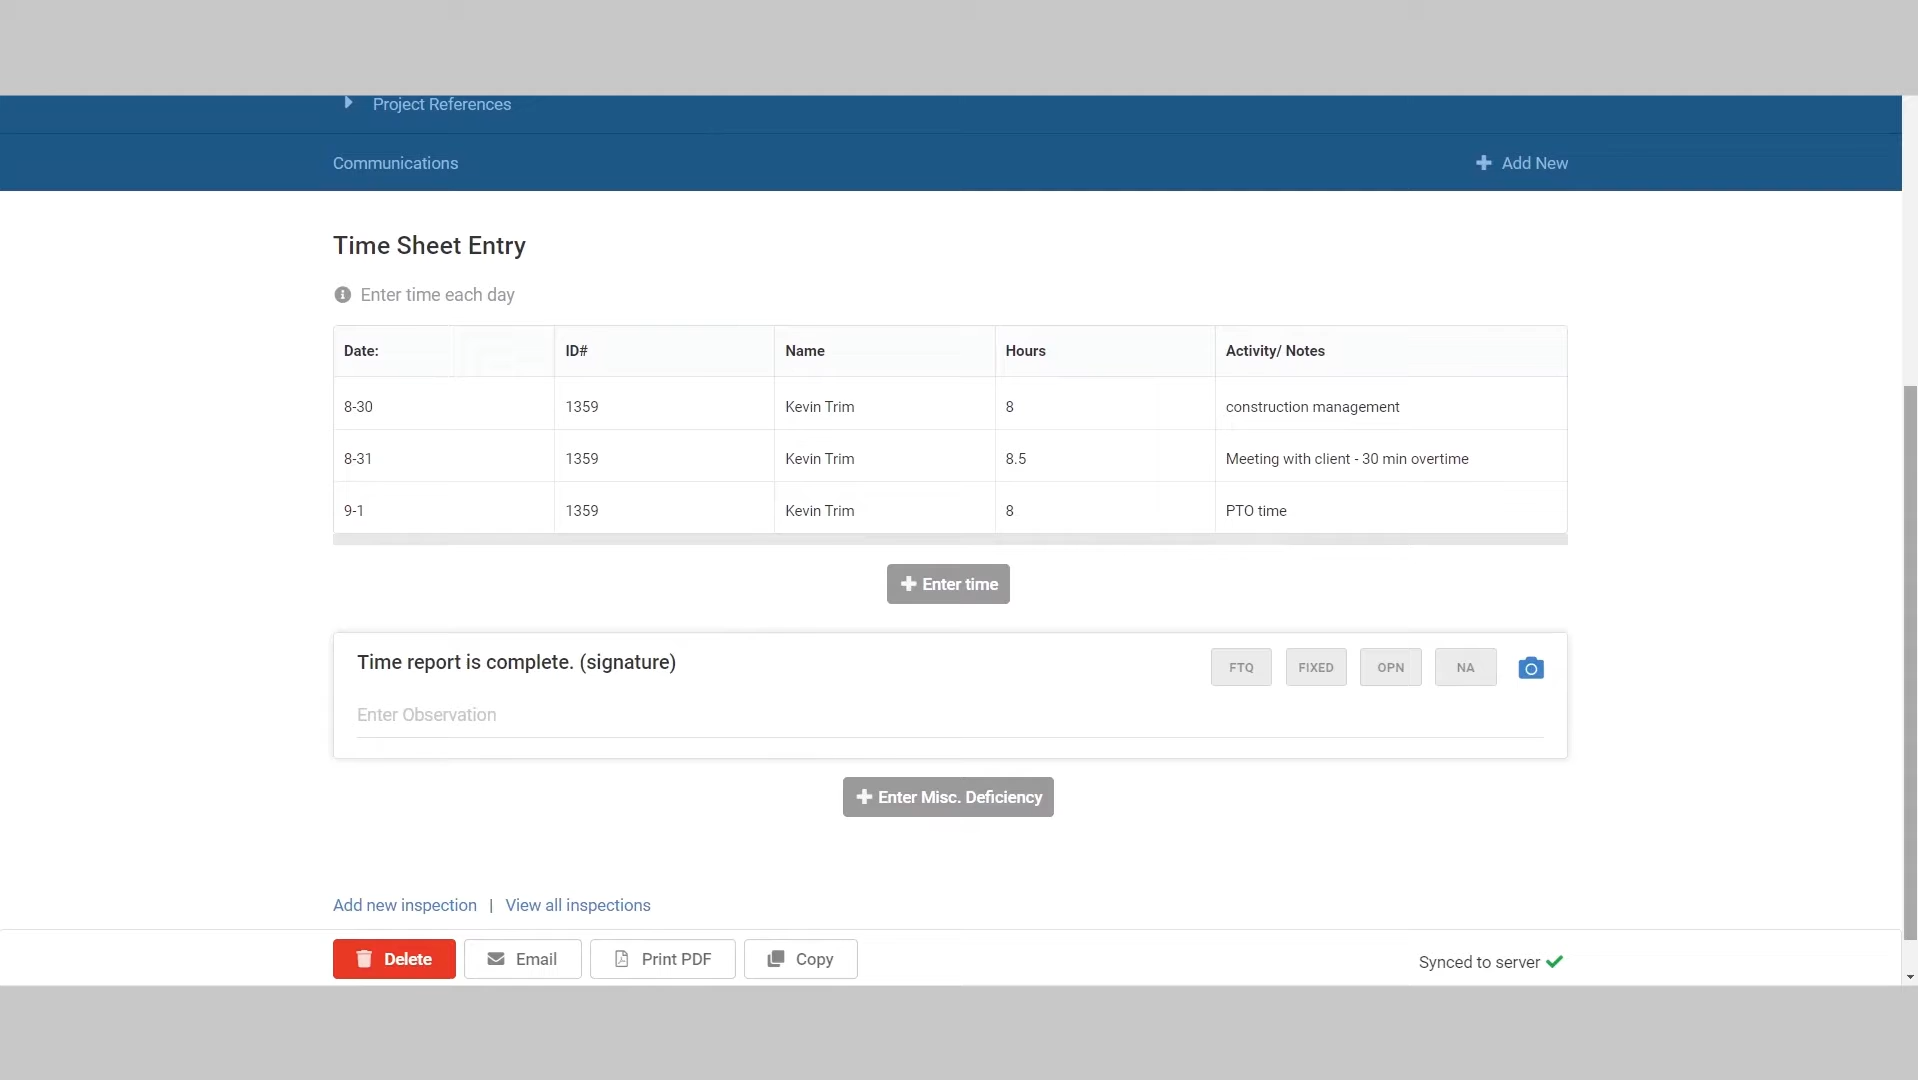 Project References
Communications
Add New
Time Sheet Entry
Enter time each day
Date: ID# Name Hours Activity/ Notes
8-30 1359 Kevin Trim 8 construction management
8-31 1359 Kevin Trim 8.5 Meeting with client - 30 min overtime
9-1 1359 Kevin Trim 8 PTO time
Enter time
Time report is complete. (signature) FTQ FIXED OPN NA
Enter Observation
Enter Misc. Deficiency
Add new inspection | View all inspections
Delete Email Print PDF Copy Synced to server